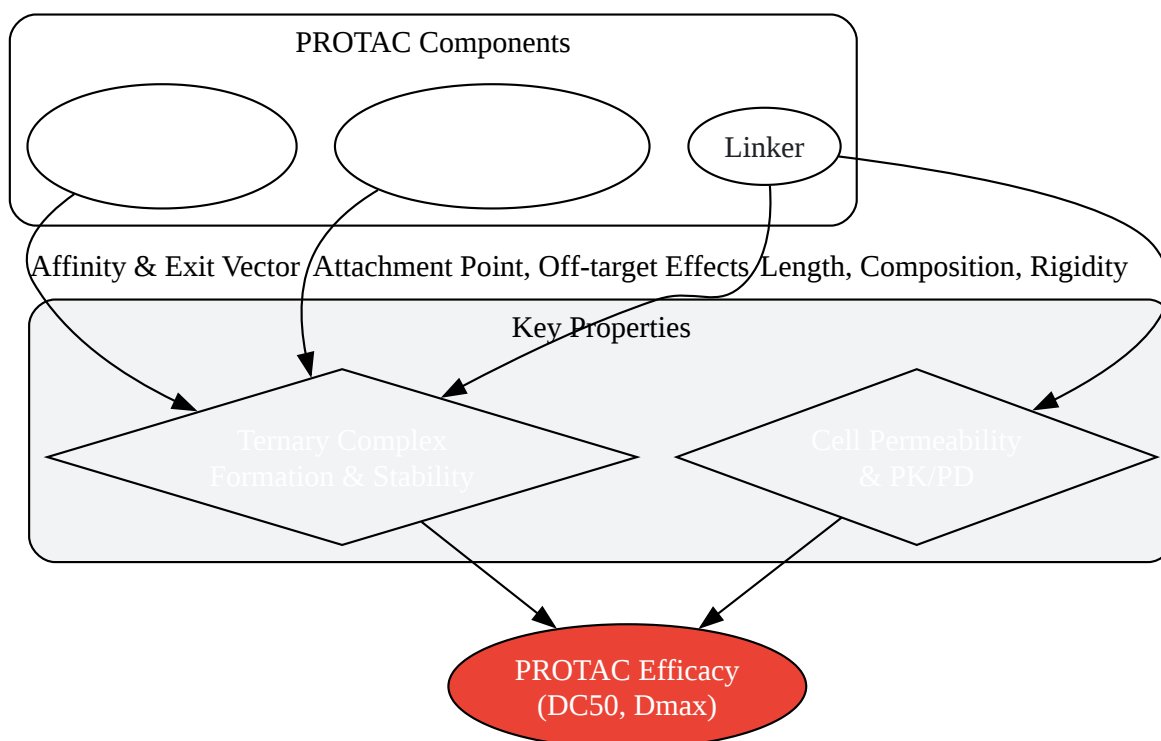 PROTAC Components
Linker
Affinity & Exit Vector
Attachment Point, Off-target Effects
Length, Composition, Rigidity
Key Properties
Ternary Complex
Formation & Stability
Cell Permeability
& PK/PD
PROTAC Efficacy
(DC50, Dmax)